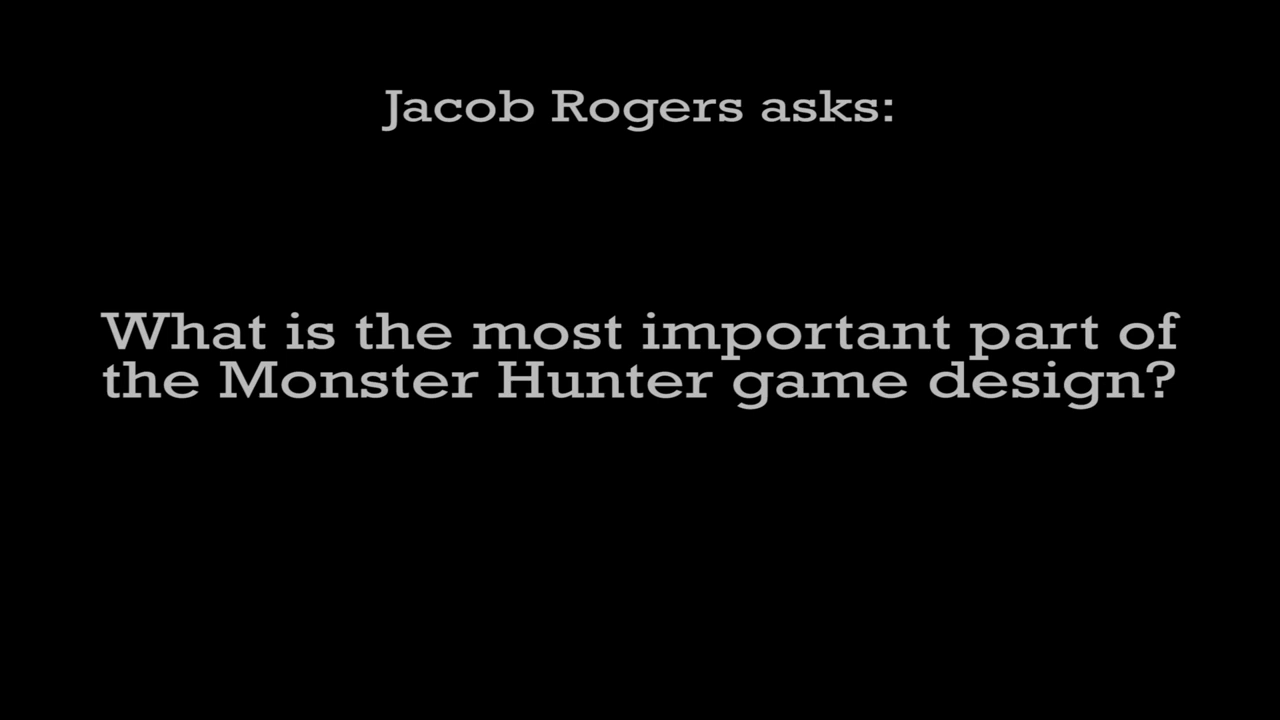 Jacob Rogers asks:
What is the most important part of
the Monster Hunter game design?